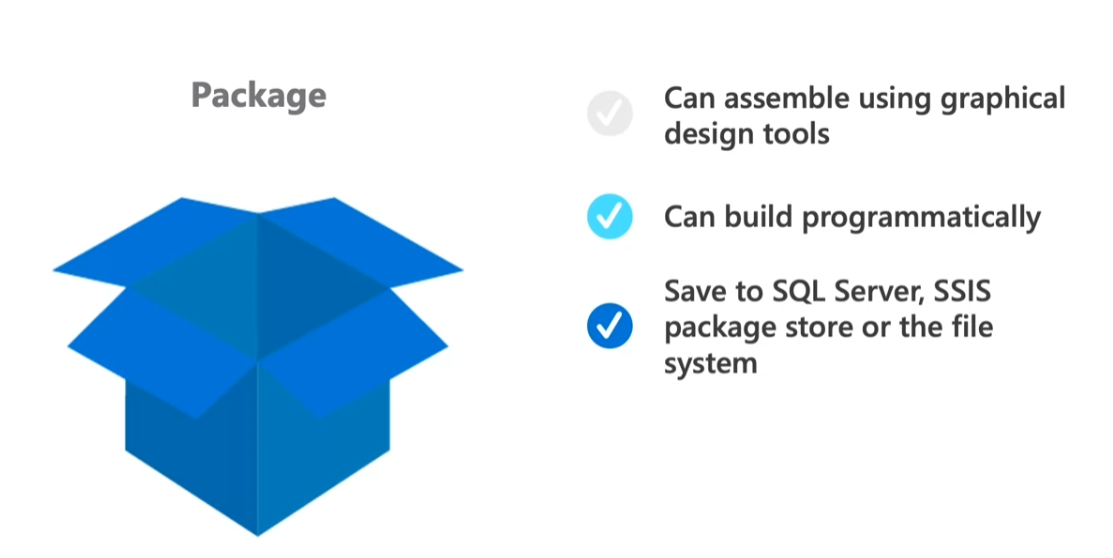 Package
Can assemble using graphical
design tools
Can build programmatically
Save to SQL Server, SSIS
package store or the file
system